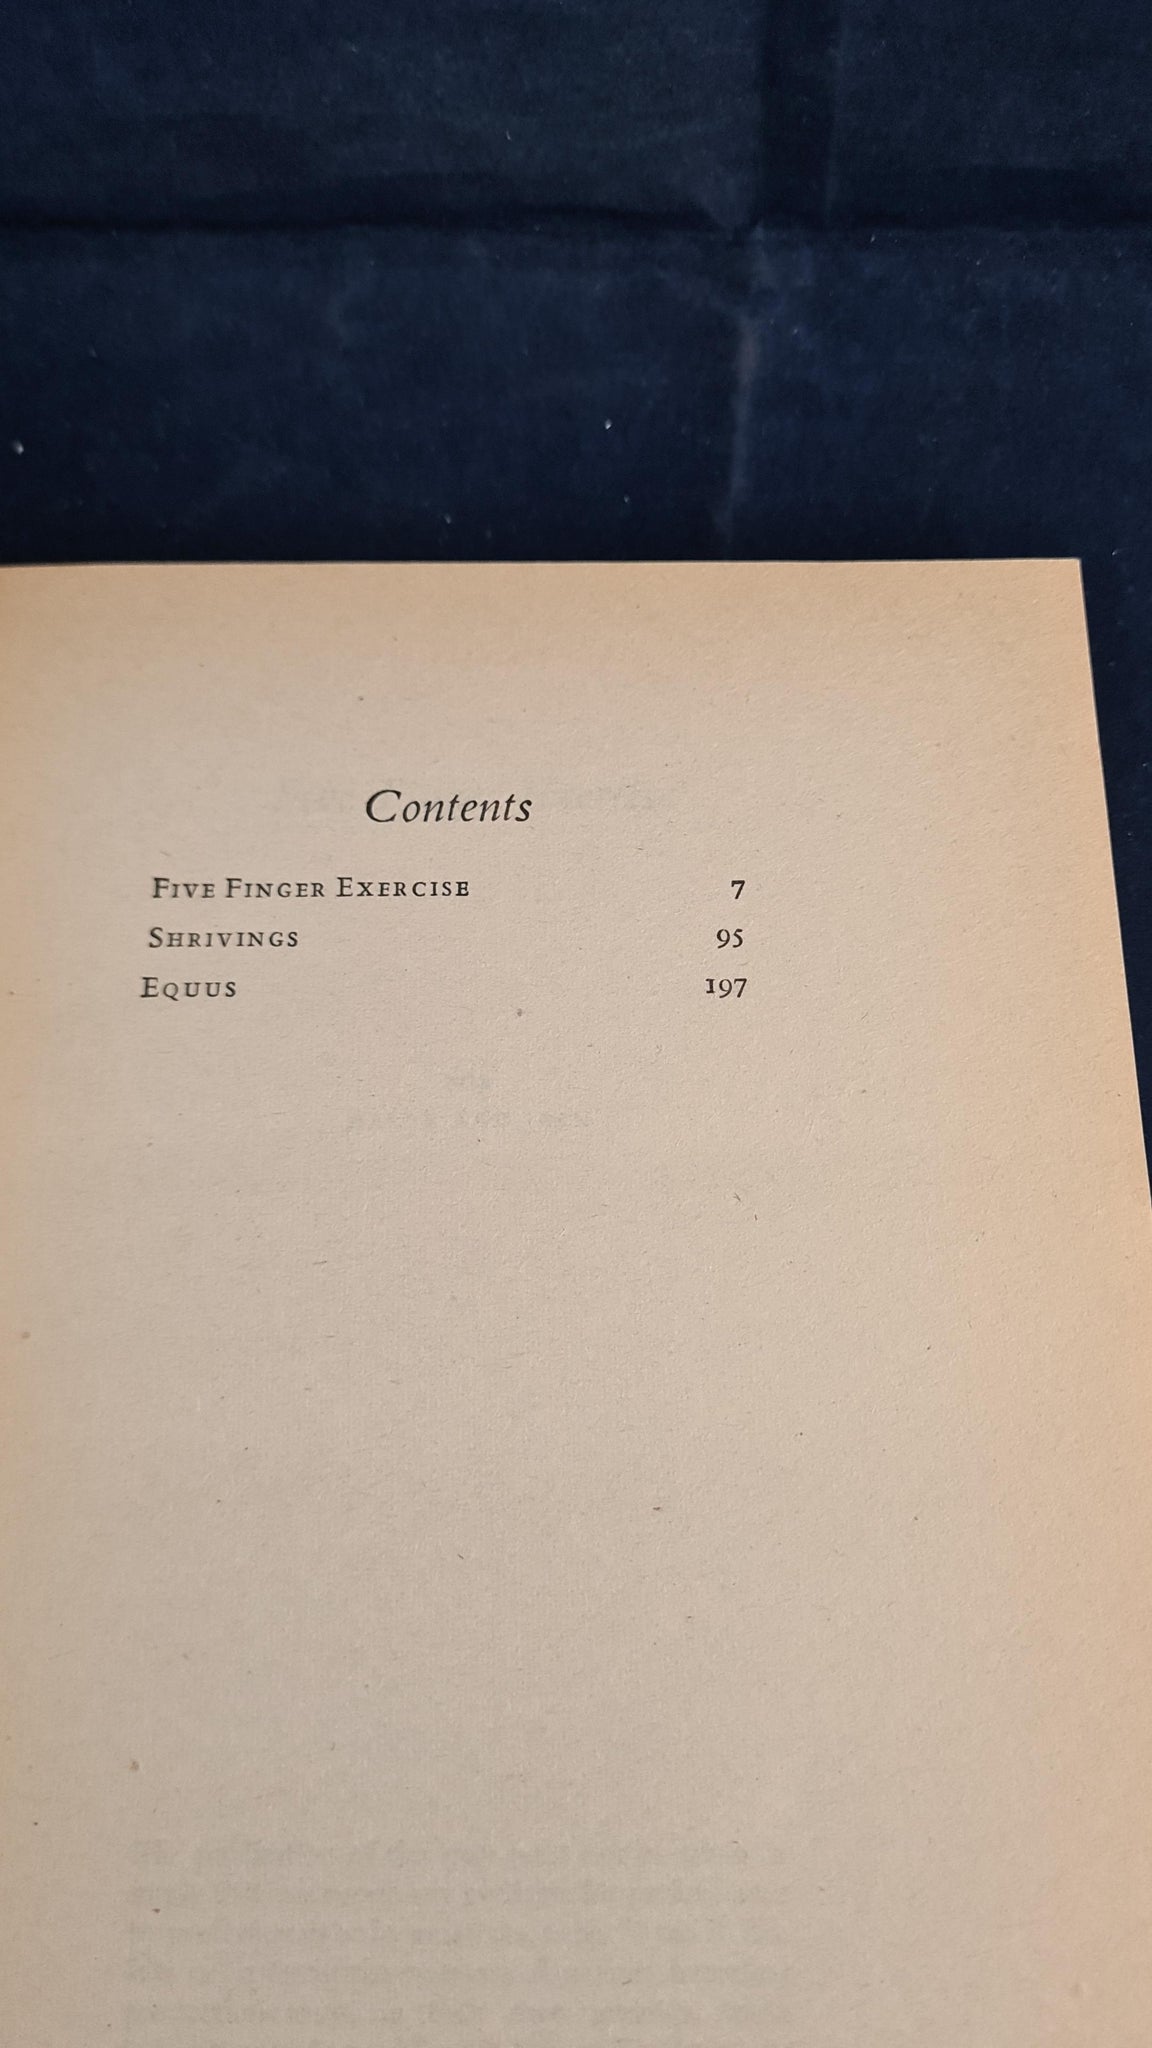 Contents
Five Finger Exercise 7
Shrivings 95
Equus 197